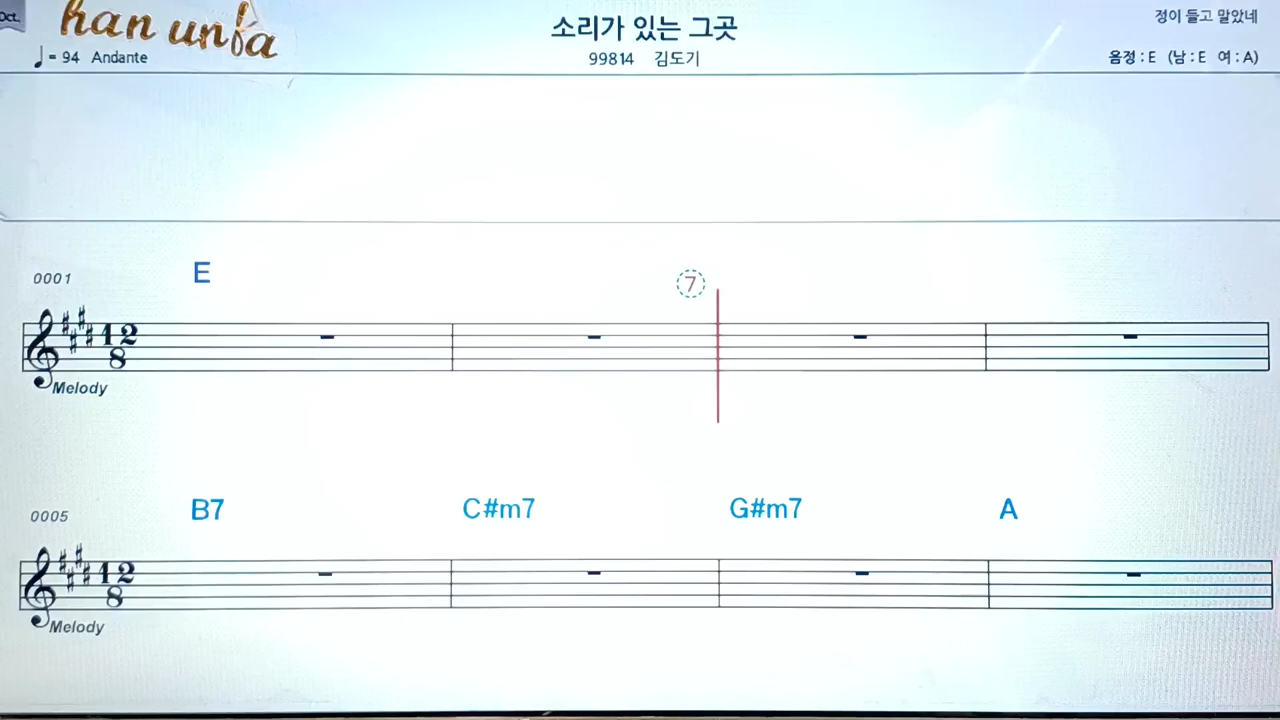 Oct.
han unfa
소리가 있는 그곳
정이 들고 말았네
♩= 94 Andante
99814 김도기
음정 : E (남 : E 여 : A)
0001
E
7
12
8
Melody
0005
B7 C#m7 G#m7 A
12
8
Melody